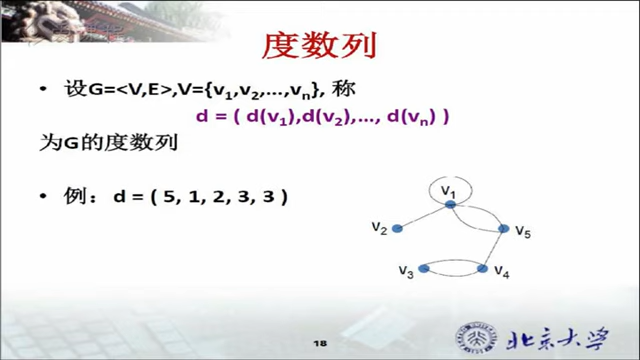 度数列
• 设G=<V,E>,V={v1,v2,...,vn}, 称
d = ( d(v1),d(v2),..., d(vn) )
为G的度数列
• 例：d = ( 5, 1, 2, 3, 3 )
v1
v2
v5
v3
v4
18
北京大学